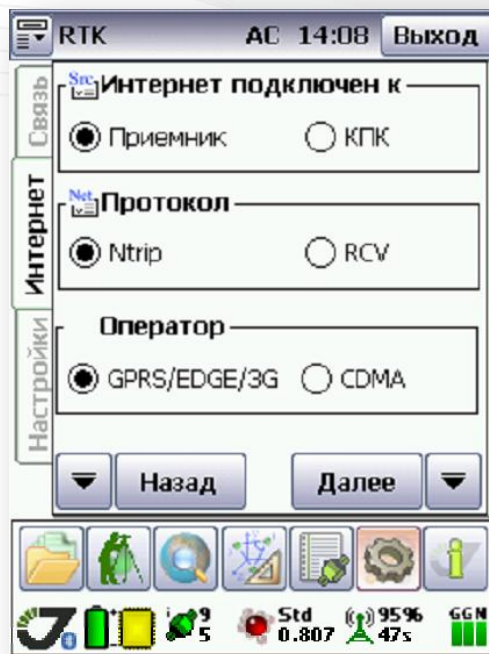 RTK AC 14:08 Выход
Связь
Интернет
Настройки
Src Интернет подключен к
Приемник КПК
Net Протокол
Ntrip RCV
Оператор
GPRS/EDGE/3G CDMA
Назад Далее
9
5
Std
0.807
95%
47s
GGN